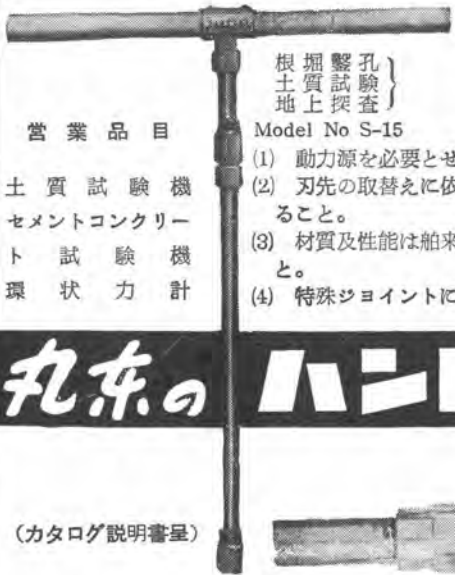 営業品目
土質試験機
セメントコンクリー
ト試験機
環状力計
根堀鑿孔
土質試験
地上探査
Model No S-15
(1) 動力源を必要とせ
(2) 刃先の取替えに依
ること。
(3) 材質及性能は舶来
と。
(4) 特殊ジョイントに
丸东の ハン
(カタログ説明書呈)